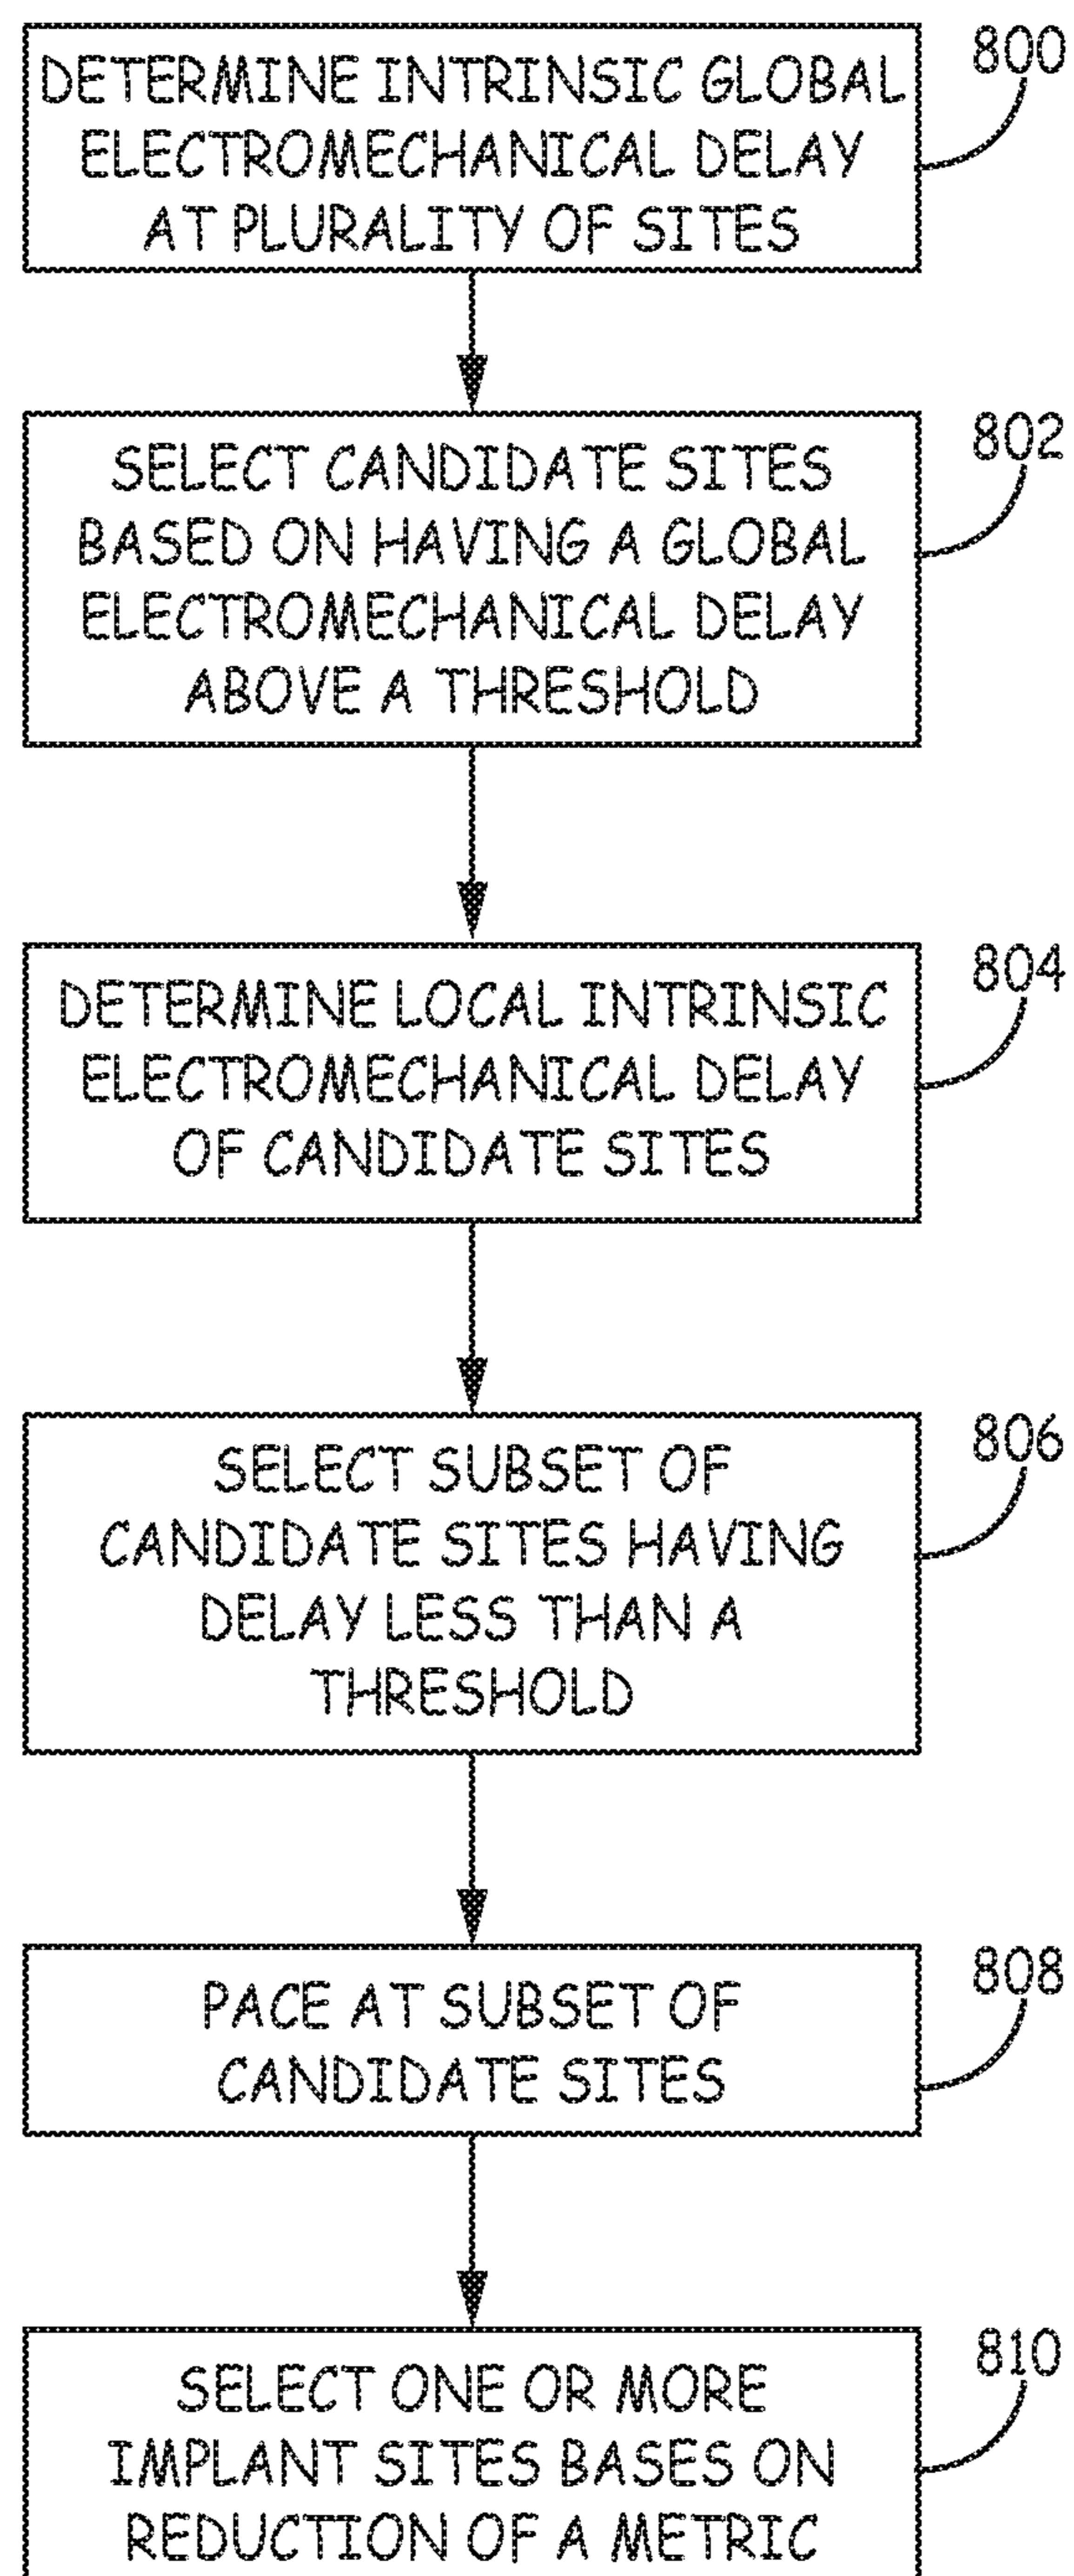 DETERMINE INTRINSIC GLOBAL
ELECTROMECHANICAL DELAY
AT PLURALITY OF SITES
800
SELECT CANDIDATE SITES
BASED ON HAVING A GLOBAL
ELECTROMECHANICAL DELAY
ABOVE A THRESHOLD
802
DETERMINE LOCAL INTRINSIC
ELECTROMECHANICAL DELAY
OF CANDIDATE SITES
804
SELECT SUBSET OF
CANDIDATE SITES HAVING
DELAY LESS THAN A
THRESHOLD
806
PACE AT SUBSET OF
CANDIDATE SITES
808
SELECT ONE OR MORE
IMPLANT SITES BASES ON
REDUCTION OF A METRIC
810